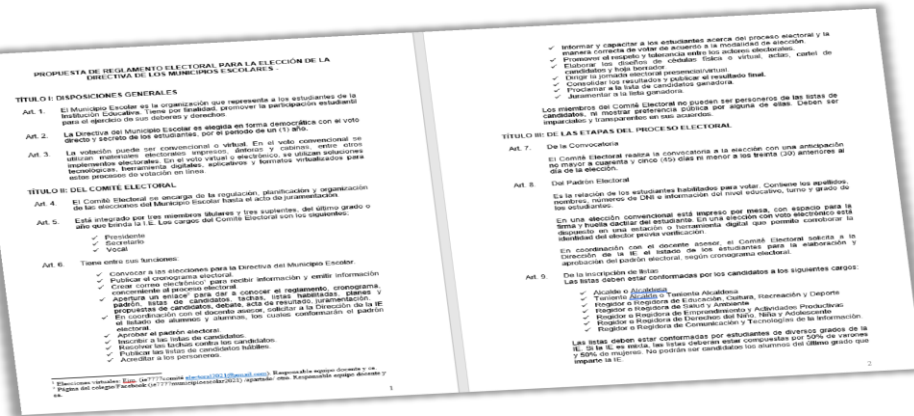 PROPUESTA DE REGLAMENTO ELECTORAL PARA LA ELECCIÓN DE LA
DIRECTIVA DE LOS MUNICIPIOS ESCOLARES -
TÍTULO I: DISPOSICIONES GENERALES
Art. 1. El Municipio Escolar es la organización que representa a los estudiantes de la
Institución Educativa. Tiene por finalidad, promover la participación estudiantil
para el ejercicio de sus deberes y derechos.
Art. 2. La Directiva del Municipio Escolar es elegida en forma democrática con el voto
directo y secreto de los estudiantes, por el período de un (1) año.
Art. 3. La votación puede ser convencional o virtual. En el voto convencional se
utilizan materiales electorales impresos, ánforas y cabinas, entre otros
implementos electorales. En el voto virtual o electrónico, se utilizan soluciones
tecnológicas, herramienta digitales, aplicativos y formatos virtualizados para
estos procesos de votación en línea.
TÍTULO II: DEL COMITÉ ELECTORAL
Art. 4. El Comité Electoral se encarga de la regulación, planificación y organización
de las elecciones del Municipio Escolar hasta el acto de juramentación.
Art. 5. Está integrado por tres miembros titulares y tres suplentes, del último grado o
año que brinda la I.E. Los cargos del Comité Electoral son los siguientes:
✓ Presidente
✓ Secretario
✓ Vocal
Art. 6. Tiene entre sus funciones:
✓ Convocar a las elecciones para la Directiva del Municipio Escolar.
✓ Publicar el cronograma electoral.
✓ Crear correo electrónico¹ para recibir información y emitir información
concerniente al proceso electoral.
✓ Apertura un enlace² para dar a conocer el reglamento, cronograma,
padrón, listas de candidatos, tachas, listas habilitadas, planes y
propuestas de candidatos, debate, acta de resultado, juramentación.
✓ En coordinación con el docente asesor, solicitar a la Dirección de la IE
el listado de alumnos y alumnas, los cuales conformarán el padrón
electoral.
✓ Aprobar el padrón electoral.
✓ Inscribir a las listas de candidatos.
✓ Resolver las tachas contra los candidatos.
✓ Publicar las listas de candidatos hábiles.
✓ Acreditar a los personeros.
¹ Elecciones virtuales: Responsable equipo docente y
² Página del colegio/Facebook Responsable equipo docente y
1
✓ Informar y capacitar a los estudiantes acerca del proceso electoral y la
manera correcta de votar de acuerdo a la modalidad de elección.
✓ Promover el respeto y tolerancia entre los actores electorales.
✓ Elaborar los diseños de cédulas física o virtual, actas, cartel de
candidatos y hoja borrador.
✓ Dirigir la jornada electoral presencial/virtual.
✓ Consolidar los resultados y publicar el resultado final.
✓ Proclamar a la lista de candidatos ganadora.
✓ Juramentar a la lista ganadora.
Los miembros del Comité Electoral no pueden ser personeros de las listas de
candidatos, ni mostrar preferencia pública por alguna de ellas. Deben ser
imparciales y transparentes en sus acuerdos.
TÍTULO III: DE LAS ETAPAS DEL PROCESO ELECTORAL
Art. 7. De la Convocatoria
El Comité Electoral realiza la convocatoria a la elección con una anticipación
no mayor a cuarenta y cinco (45) días ni menor a los treinta (30) anteriores al
día de la elección.
Art. 8. Del Padrón Electoral
Es la relación de los estudiantes habilitados para votar. Contiene los apellidos,
nombres, números de DNI e información del nivel educativo, turno y grado de
los estudiantes.
En una elección convencional está impreso por mesa, con espacio para la
firma y huella dactilar del estudiante. En una elección con voto electrónico está
dispuesto en una estación o herramienta digital que permite corroborar la
identidad del elector previa verificación.
En coordinación con el docente asesor, el Comité Electoral solicita a la
Dirección de la IE el listado de los estudiantes para la elaboración y
aprobación del padrón electoral, según cronograma electoral.
Art. 9. De la inscripción de listas
Las listas deben estar conformadas por los candidatos a los siguientes cargos:
✓ Alcalde o Alcaldesa
✓ Teniente Alcalde o Teniente Alcaldesa
✓ Regidor o Regidora de Educación, Cultura, Recreación y Deporte
✓ Regidor o Regidora de Salud y Ambiente
✓ Regidor o Regidora de Emprendimiento y Actividades Productivas
✓ Regidor o Regidora de Derechos del Niño, Niña y Adolescente
✓ Regidor o Regidora de Comunicación y Tecnologías de la Información
Las listas deben estar conformadas por estudiantes de diversos grados de la
IE. Si la IE es mixta, las listas deberán estar compuestas por 50% de varones
y 50% de mujeres. No podrán ser candidatos los alumnos del último grado que
imparte la IE.
2